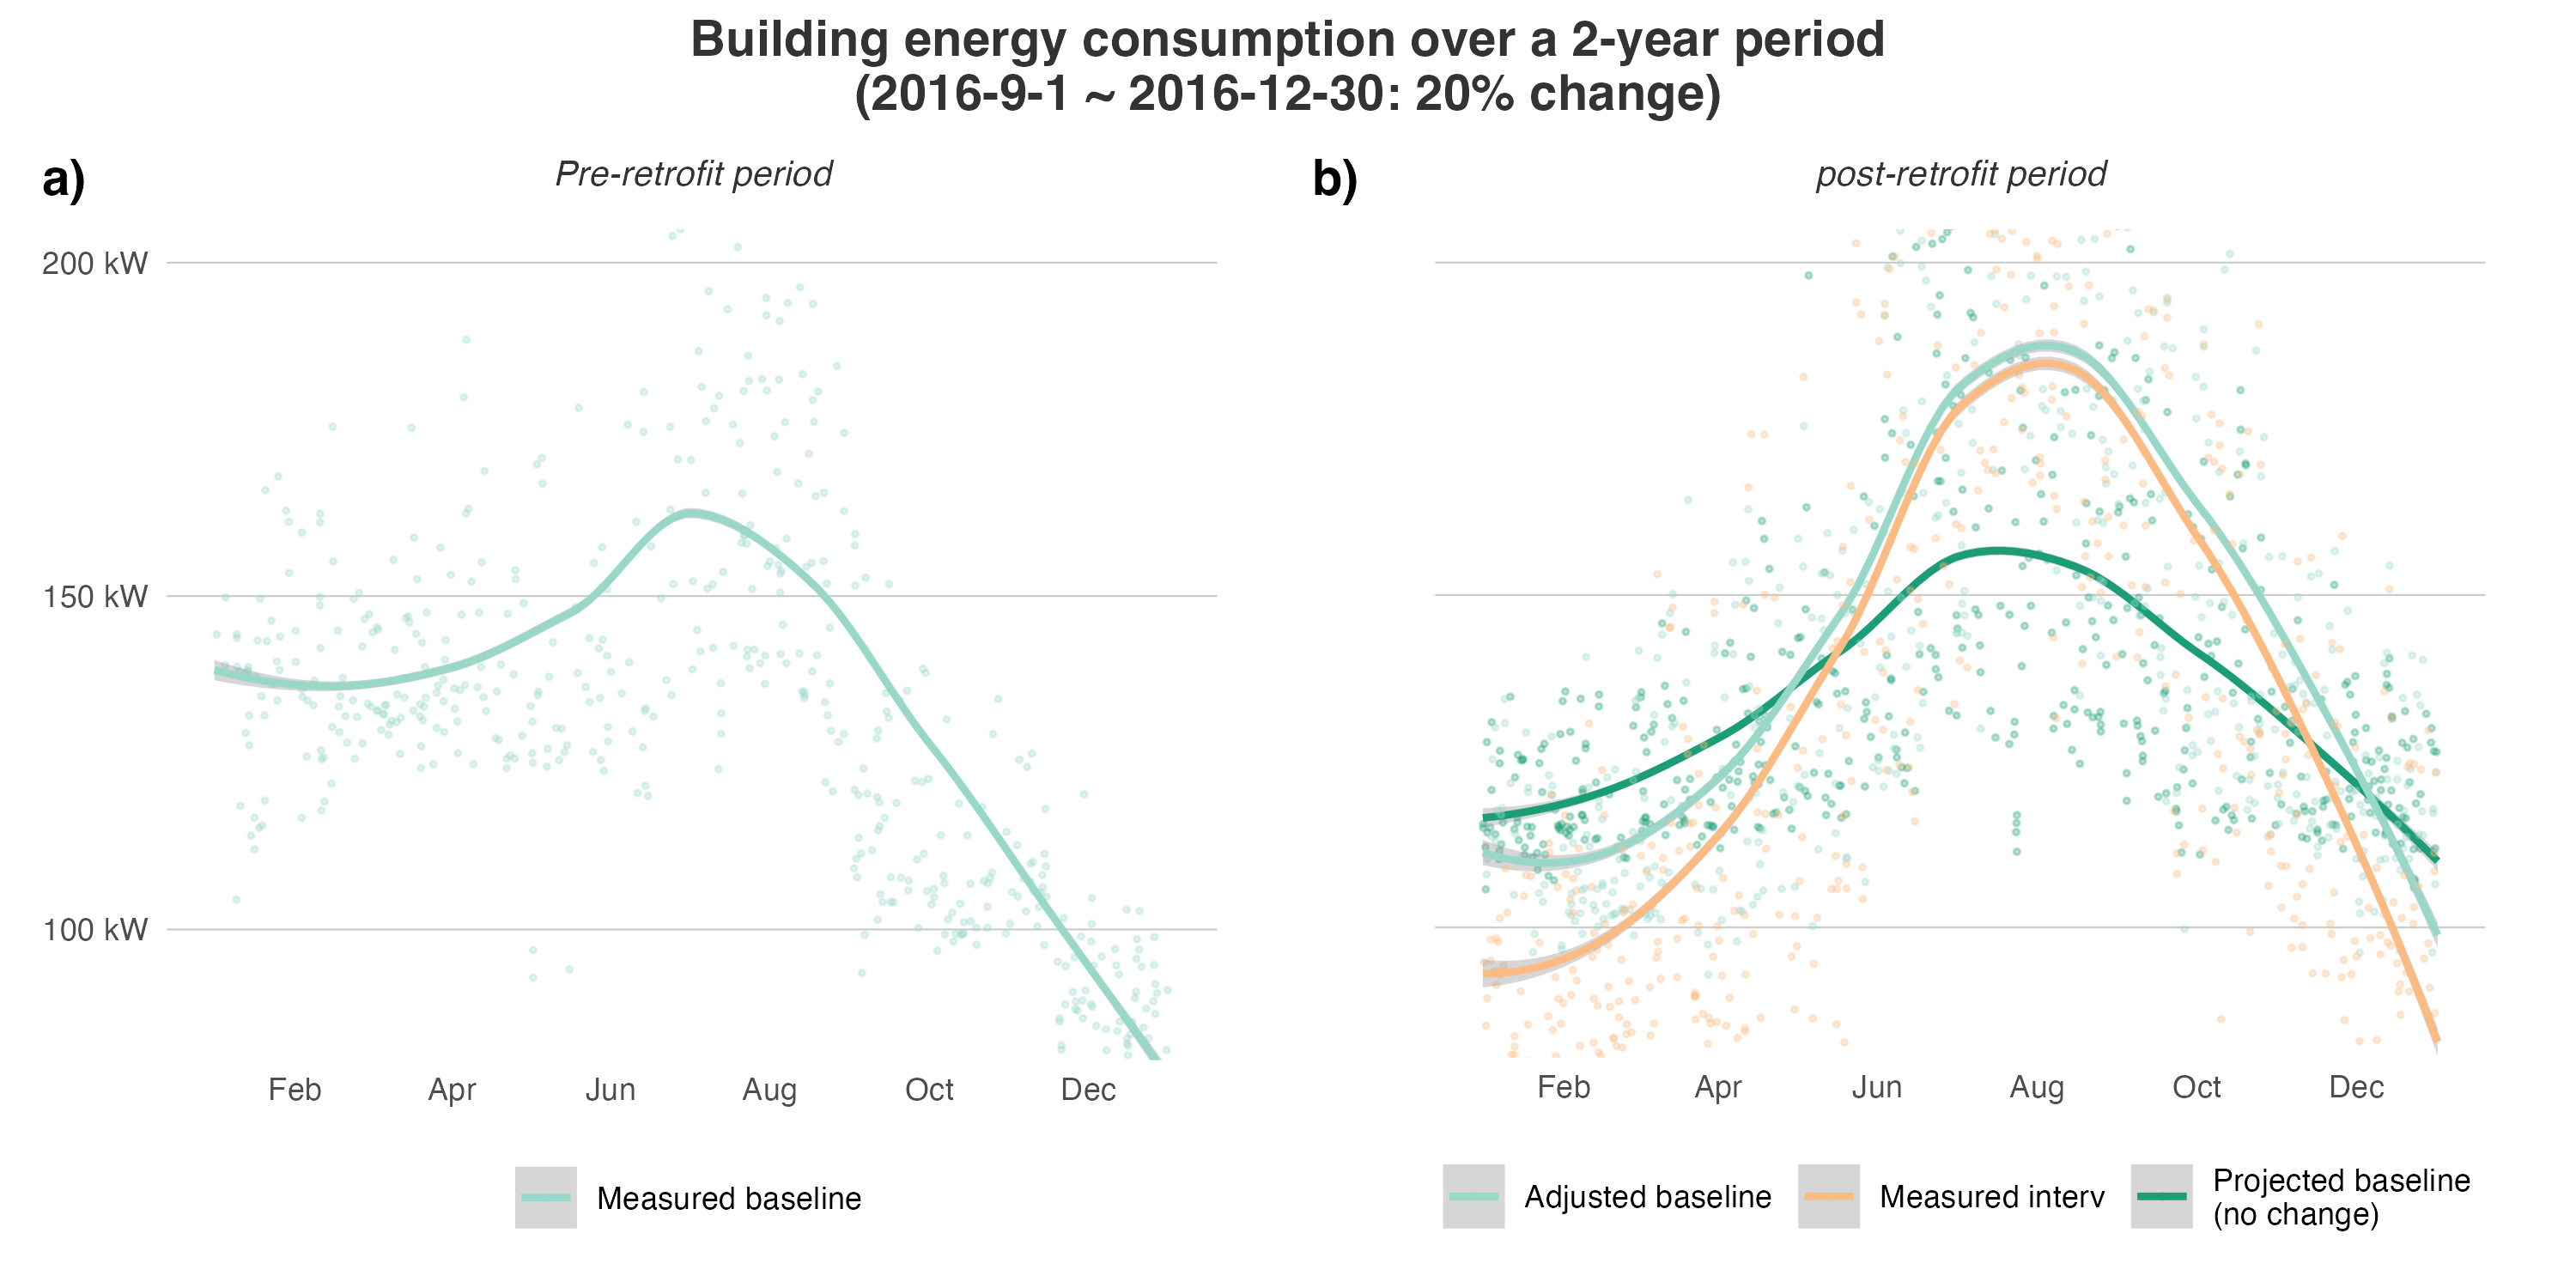 Building energy consumption over a 2-year period
(2016-9-1 ~ 2016-12-30: 20% change)
a)
Pre-retrofit period
200 kW
150 kW
100 kW
Feb Apr Jun Aug Oct Dec
Measured baseline
b)
post-retrofit period
Feb Apr Jun Aug Oct Dec
Adjusted baseline
Measured interv
Projected baseline
(no change)